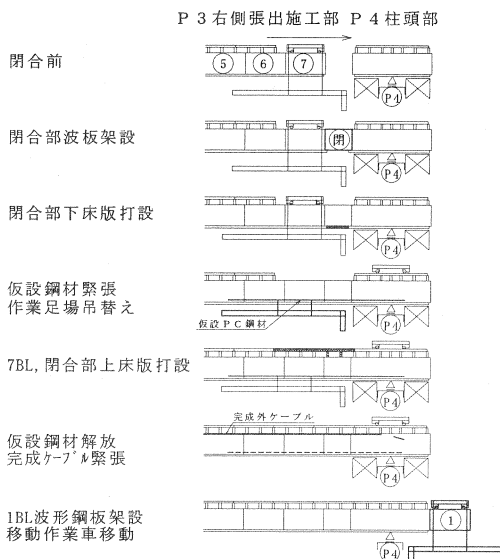 P3右側張出施工部 P4柱頭部
閉合前
5 6 7
P4
閉合部波板架設
閉
P4
閉合部下床版打設
P4
仮設鋼材緊張
作業足場吊替え
仮設PC鋼材
P4
7BL,閉合部上床版打設
P4
仮設鋼材解放
完成ケーブル緊張
完成外ケーブル
P4
1BL波形鋼板架設
移動作業車移動
1
P4